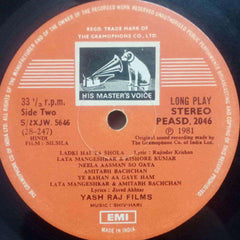 REGD. TRADE MARK OF
THE GRAMOPHONE CO. OF INDIA LTD.
HIS MASTER'S VOICE
33 1/3 r.p.m.
Side Two
S/2XJW. 5646
(28-247)
HINDI
FILM : SILSILA
LONG PLAY
STEREO
PEASD. 2046
℗ 1981
Original sound recording made by
The Gramophone Co. of India Ltd.
LADKI HAI YA SHOLA : Lyric : Rajinder Krishan
LATA MANGESHKAR & KISHORE KUMAR
NEELA AASMAN SO GAYA
AMITABH BACHCHAN
YE KAHAN AA GAYE HAM
LATA MANGESHKAR & AMITABH BACHCHAN
Lyrics : Javed Akhtar
YASH RAJ FILMS
MUSIC : SHIV-HARI
EMI
MADE IN INDIA